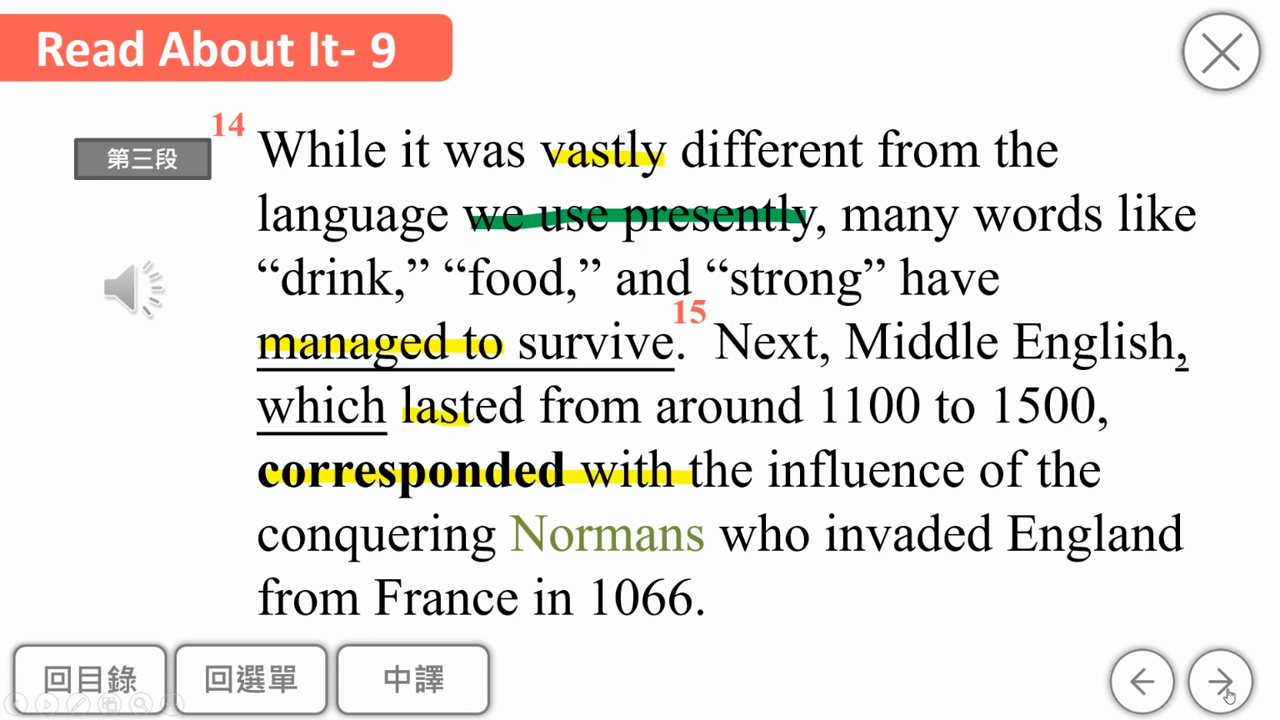 Read About It- 9
第三段
14 While it was vastly different from the
language we use presently, many words like
“drink,” “food,” and “strong” have
managed to survive. 15 Next, Middle English,
which lasted from around 1100 to 1500,
corresponded with the influence of the
conquering Normans who invaded England
from France in 1066.
回目錄 回選單 中譯